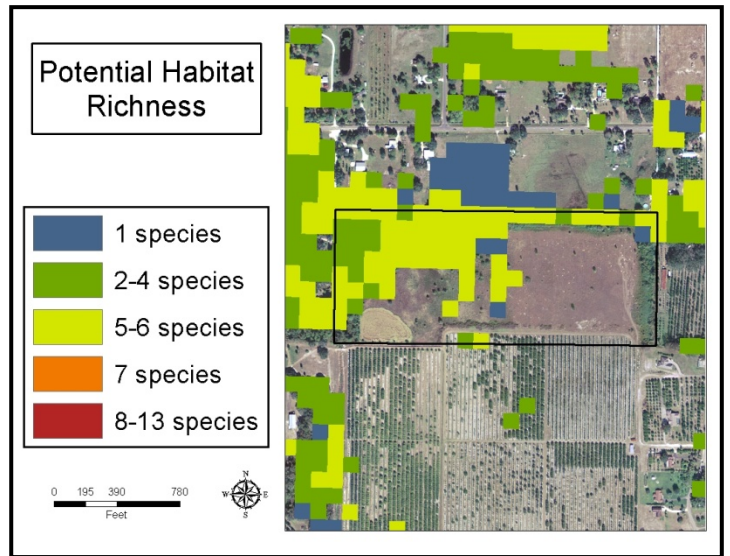 Potential Habitat
Richness
1 species
2-4 species
5-6 species
7 species
8-13 species
0 195 390 780
Feet
N
W E
S